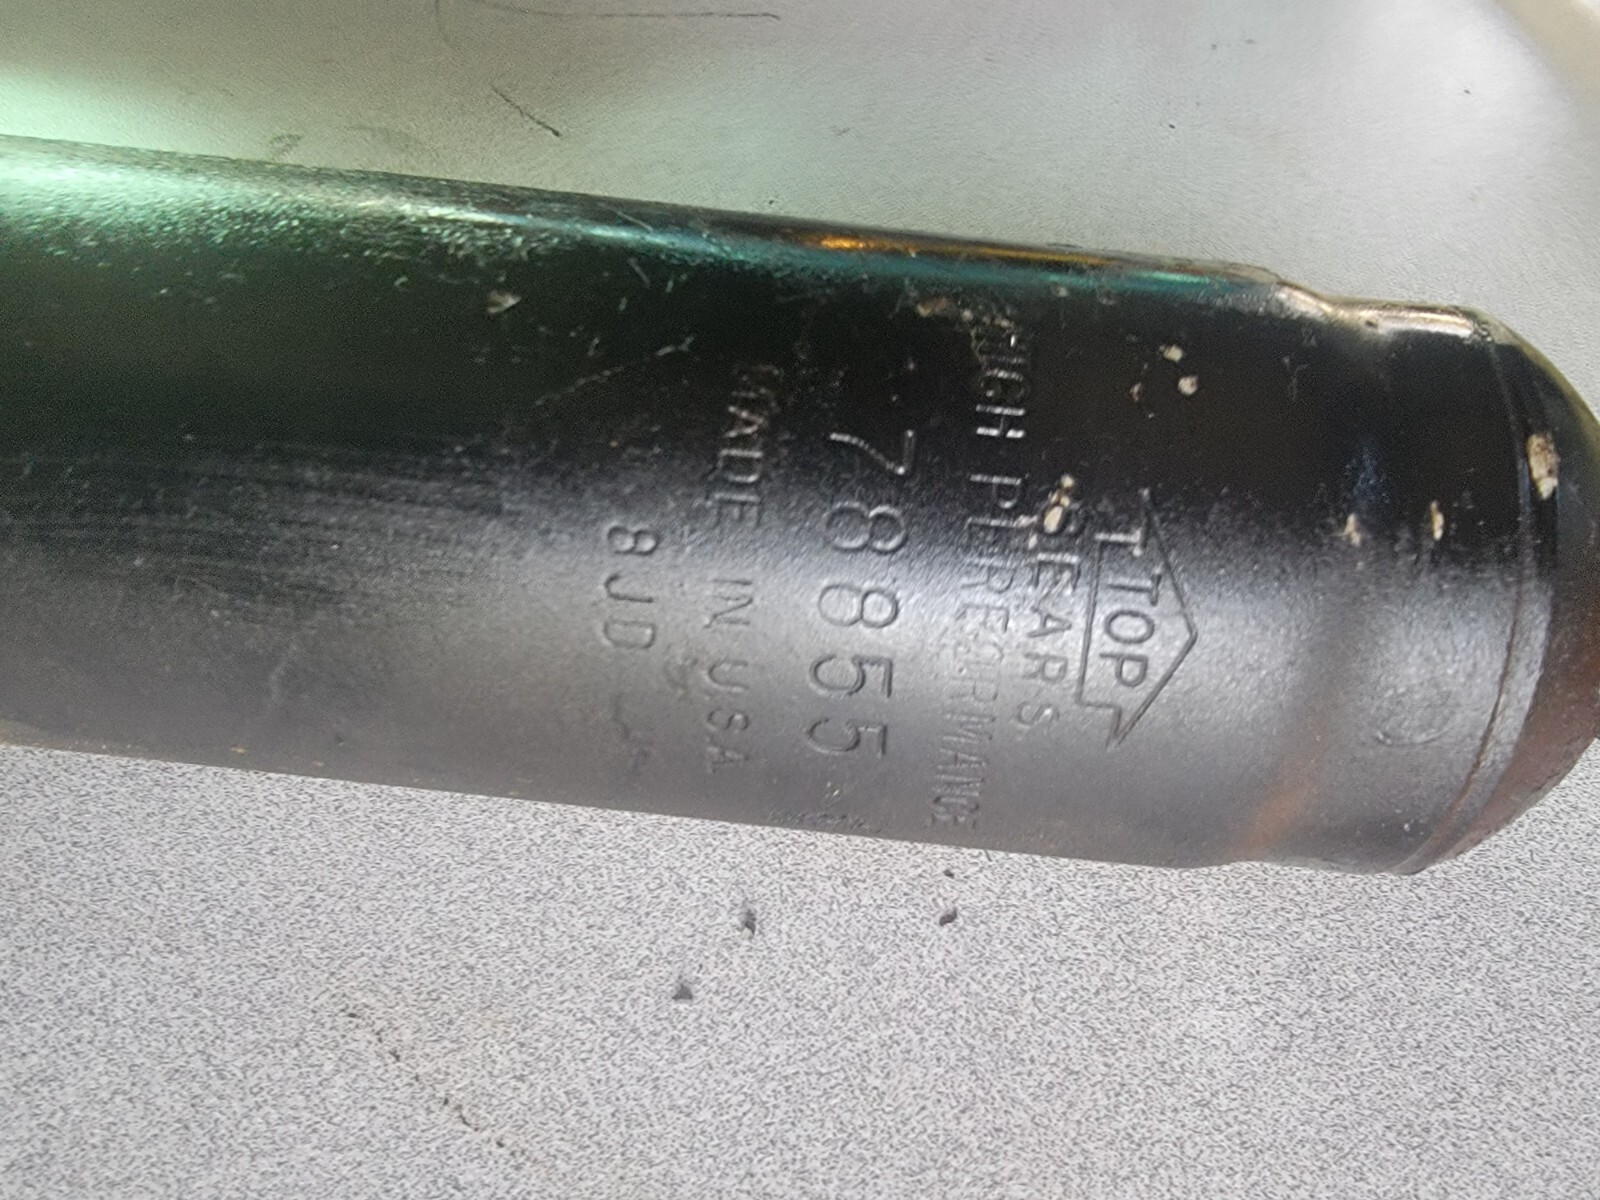 TOP
SEARS
HIGH PERFORMANCE
78855
MADE IN USA
8JD